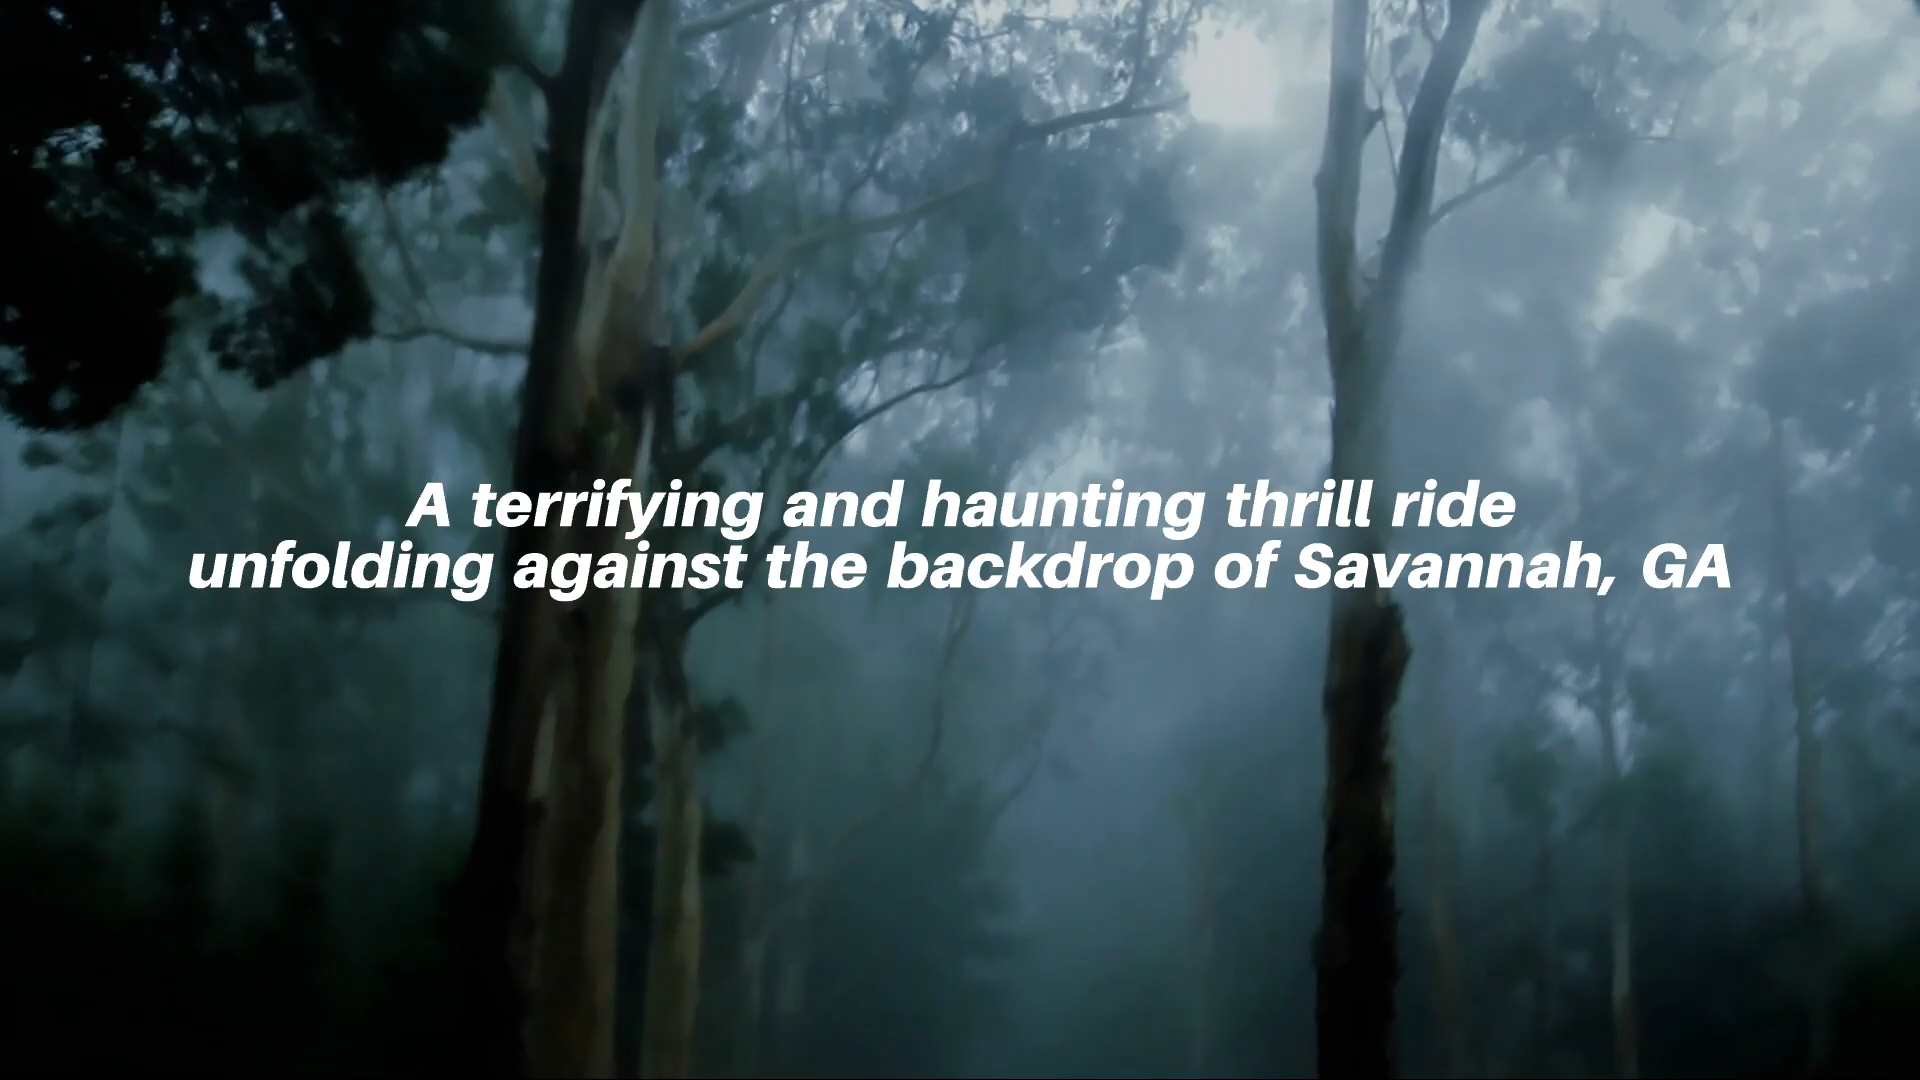 A terrifying and haunting thrill ride
unfolding against the backdrop of Savannah, GA